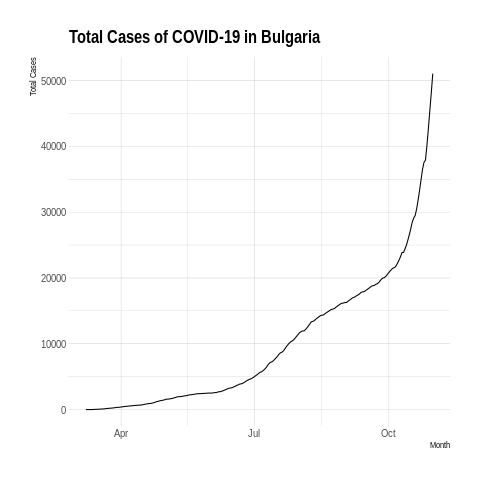 Total Cases of COVID-19 in Bulgaria
Total Cases
50000
40000
30000
20000
10000
0
Apr
Jul
Oct
Month